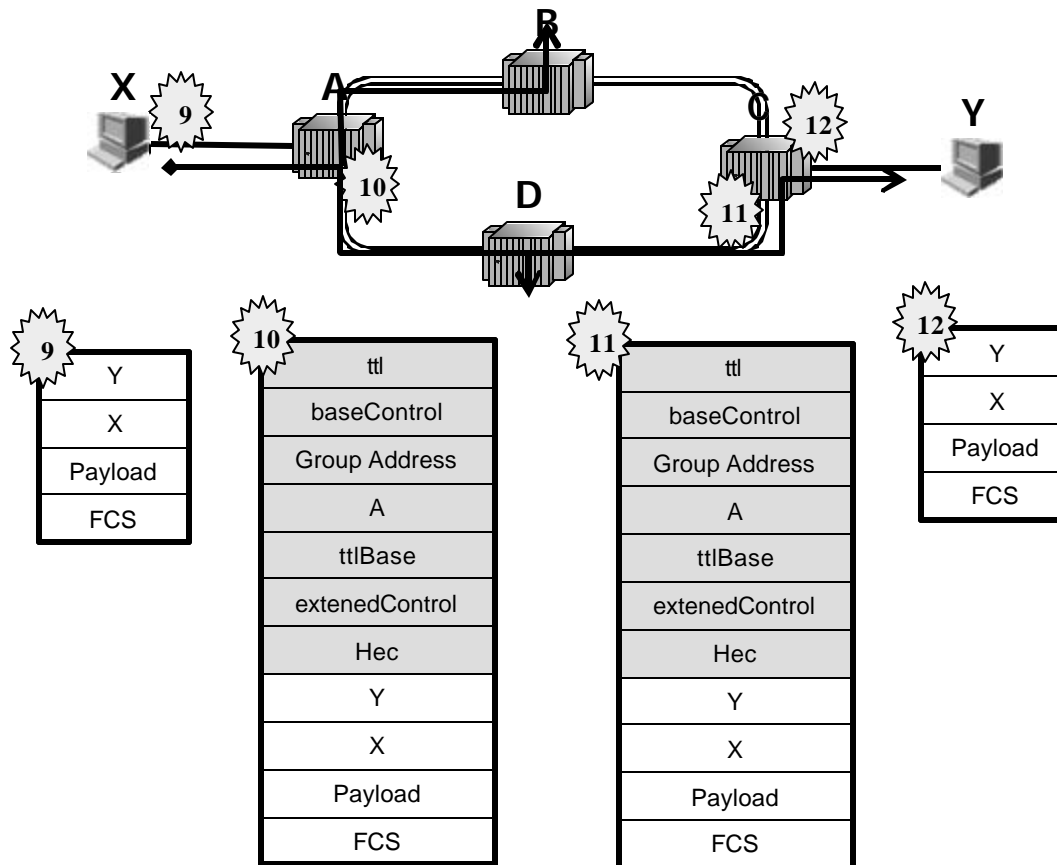 B
X
A
9
C
12
Y
10
D
11
9
Y
X
Payload
FCS
10
ttl
baseControl
Group Address
A
ttlBase
extenedControl
Hec
Y
X
Payload
FCS
11
ttl
baseControl
Group Address
A
ttlBase
extenedControl
Hec
Y
X
Payload
FCS
12
Y
X
Payload
FCS